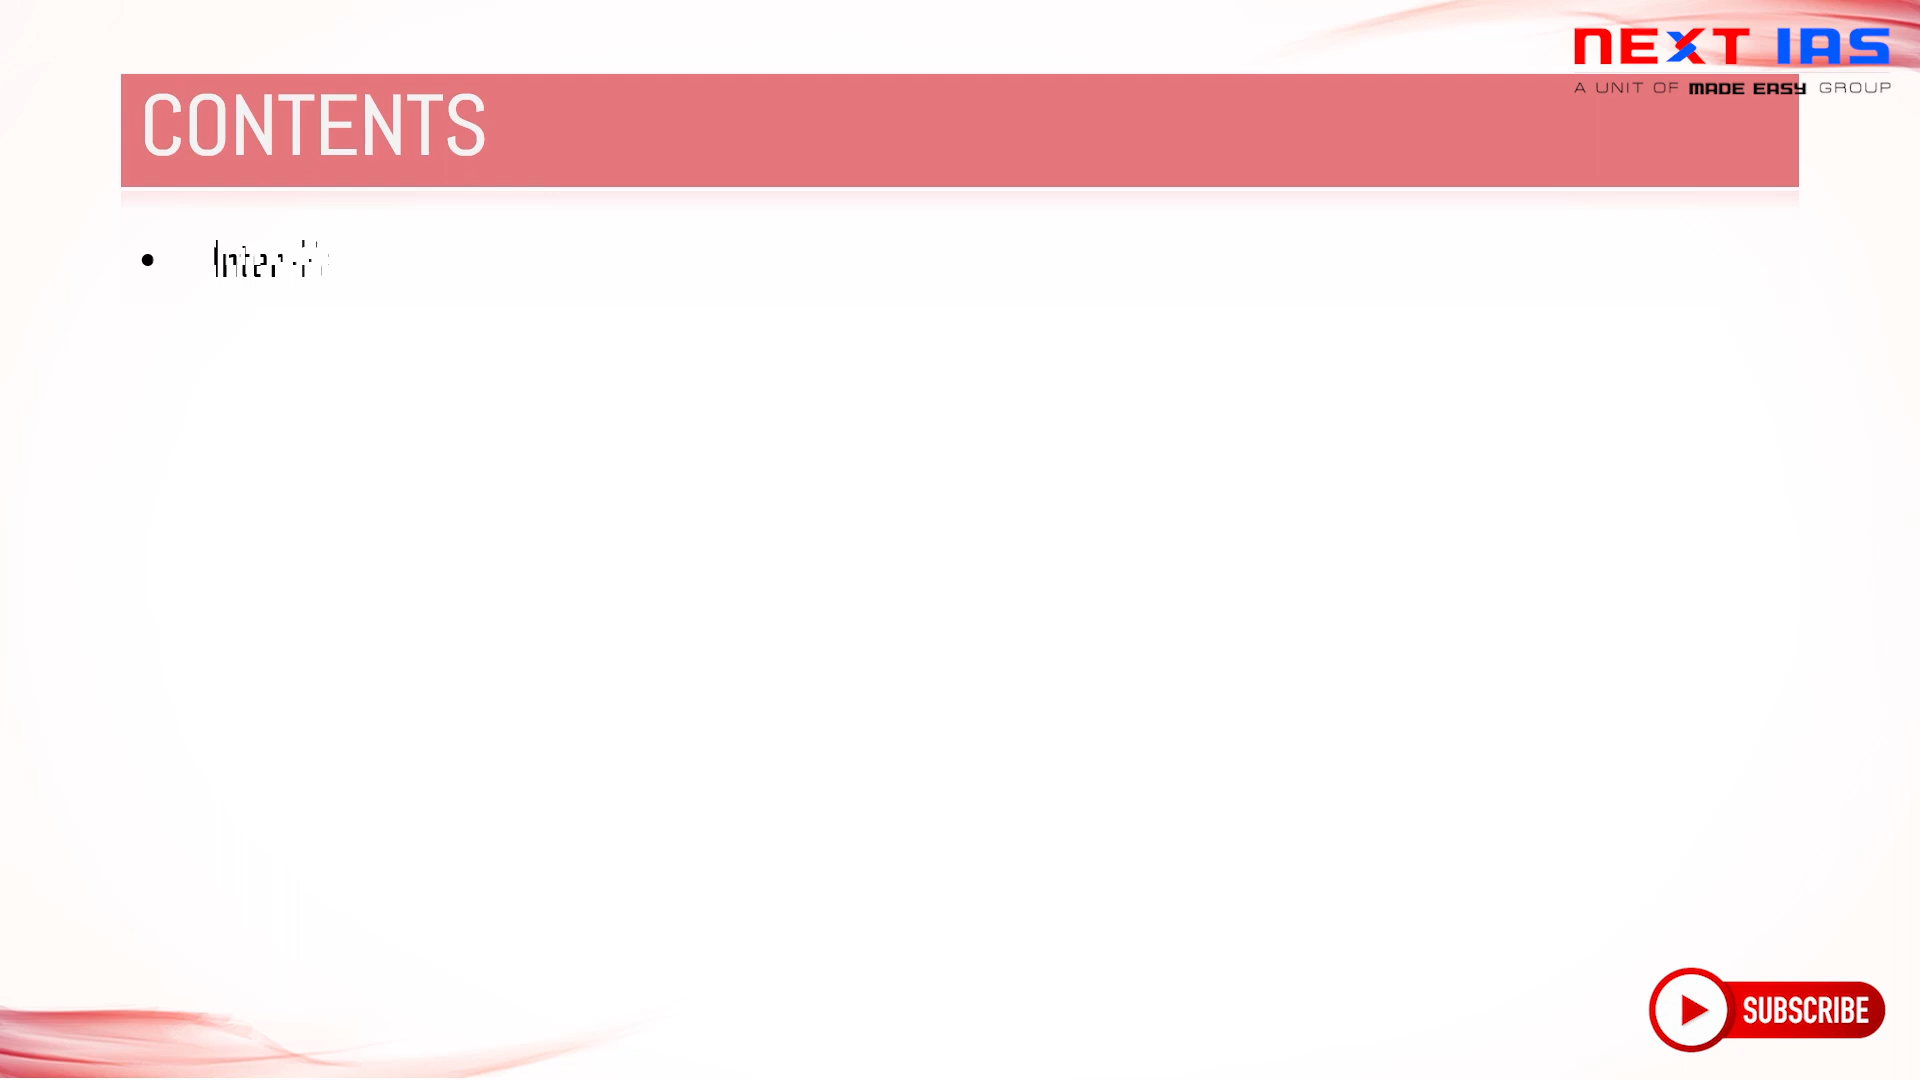 NEXT IAS
A UNIT OF MADE EASY GROUP
CONTENTS
SUBSCRIBE